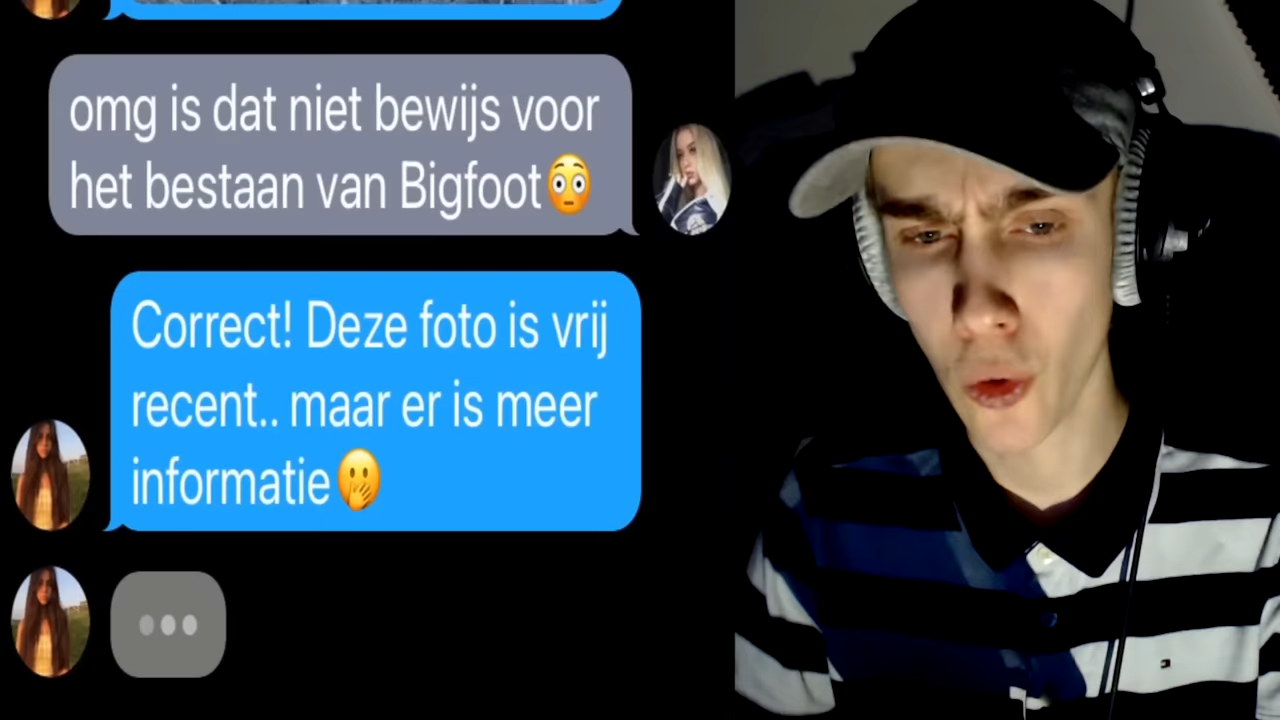 omg is dat niet bewijs voor
het bestaan van Bigfoot😳
Correct! Deze foto is vrij
recent.. maar er is meer
informatie🤭